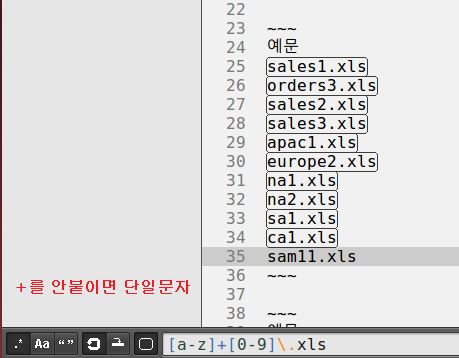 22
23 ~~~
24 예문
25 sales1.xls
26 orders3.xls
27 sales2.xls
28 sales3.xls
29 apac1.xls
30 europe2.xls
31 na1.xls
32 na2.xls
33 sa1.xls
34 ca1.xls
35 sam11.xls
36 ~~~
+를 안붙이면 단일문자
37
38 ~~~
.* Aa “” [a-z]+[0-9]\.xls